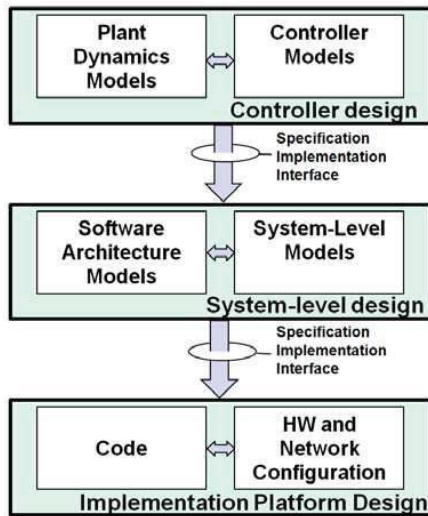 Plant
Dynamics
Models
Controller
Models
Controller design
Specification
Implementation
Interface
Software
Architecture
Models
System-Level
Models
System-level design
Specification
Implementation
Interface
Code
HW and
Network
Configuration
Implementation Platform Design